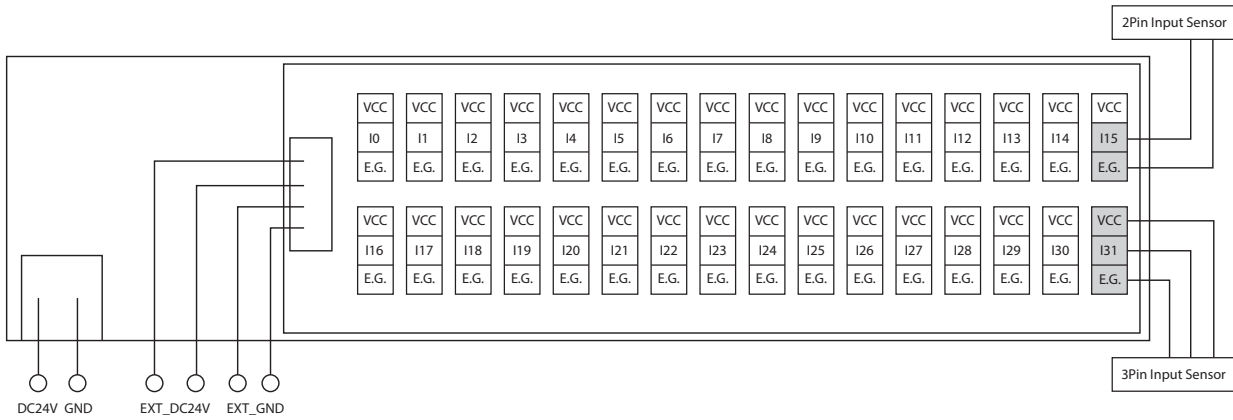 2Pin Input Sensor
VCC VCC VCC VCC VCC VCC VCC VCC VCC VCC VCC VCC VCC VCC VCC VCC
I0 I1 I2 I3 I4 I5 I6 I7 I8 I9 I10 I11 I12 I13 I14 I15
E.G. E.G. E.G. E.G. E.G. E.G. E.G. E.G. E.G. E.G. E.G. E.G. E.G. E.G. E.G. E.G.
VCC VCC VCC VCC VCC VCC VCC VCC VCC VCC VCC VCC VCC VCC VCC VCC
I16 I17 I18 I19 I20 I21 I22 I23 I24 I25 I26 I27 I28 I29 I30 I31
E.G. E.G. E.G. E.G. E.G. E.G. E.G. E.G. E.G. E.G. E.G. E.G. E.G. E.G. E.G. E.G.
3Pin Input Sensor
DC24V GND EXT_DC24V EXT_GND